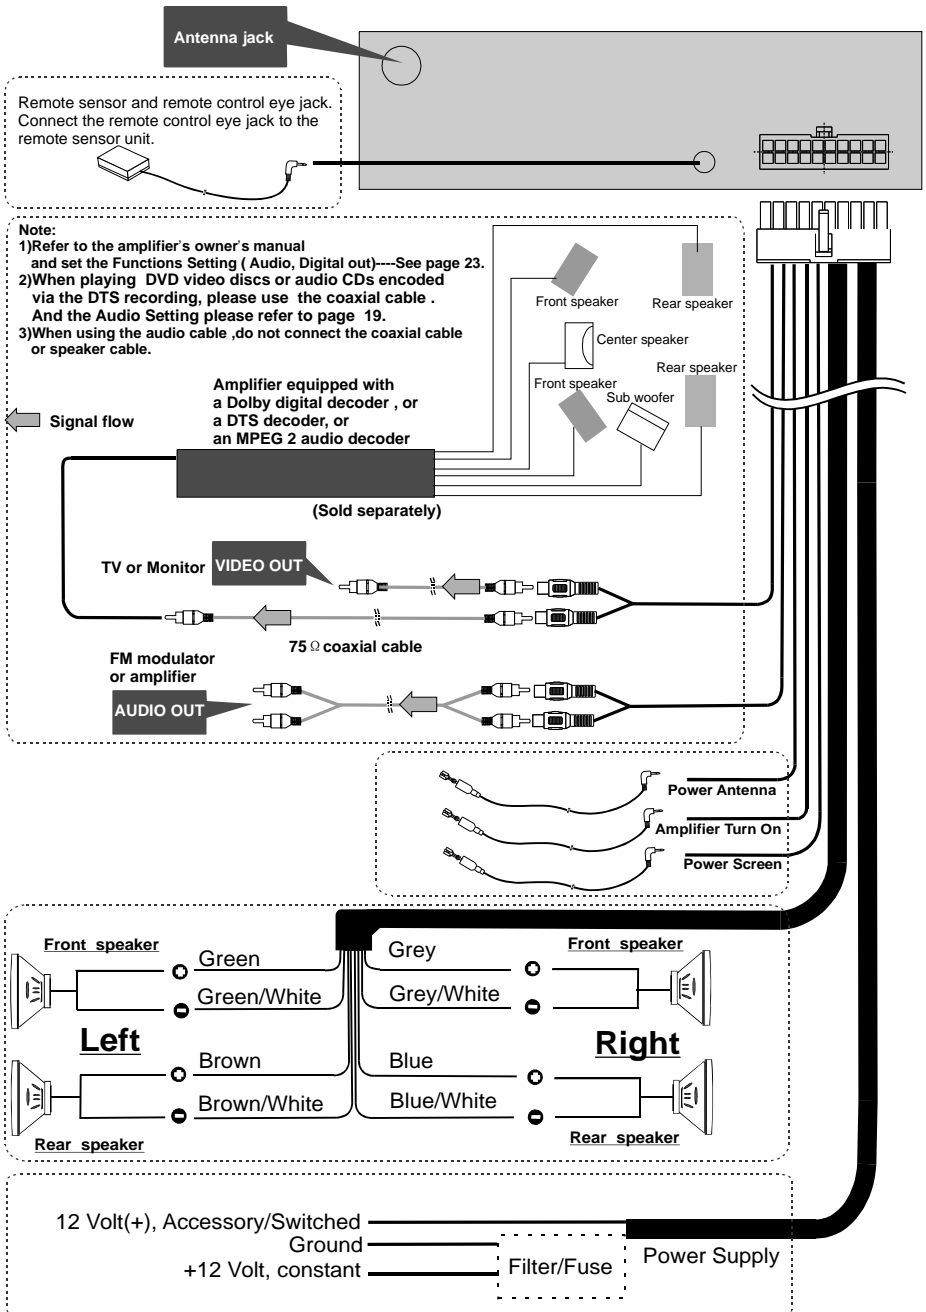 Antenna jack
Remote sensor and remote control eye jack.
Connect the remote control eye jack to the
remote sensor unit.
Note:
1)Refer to the amplifier's owner's manual
and set the Functions Setting ( Audo, Digital out)----See page 23.
2)When playing DVD video discs or audio CDs encoded
via the DTS recording, please use the coaxial cable .
And the Audio Setting please refer to page 19.
3)When using the audio cable ,do not connect the coaxial cable
or speaker cable.
Front speaker
Rear speaker
Center speaker
Rear speaker
Front speaker
Sub woofer
Amplifier equipped with
a Dolby digital decoder , or
a DTS decoder, or
an MPEG 2 audio decoder
Signal flow
(Sold separately)
TV or Monitor
VIDEO OUT
75 Ω coaxial cable
FM modulator
or amplifier
AUDIO OUT
Power Antenna
Amplifier Turn On
Power Screen
Front speaker
Green
Grey
Front speaker
Green/White
Grey/White
Left
Right
Brown
Blue
Brown/White
Blue/White
Rear speaker
Rear speaker
12 Volt(+), Accessory/Switched
Ground
+12 Volt, constant
Filter/Fuse
Power Supply